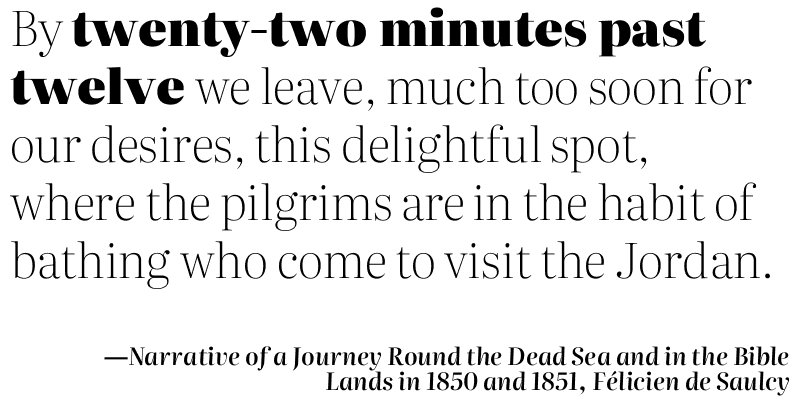 By twenty-two minutes past
twelve we leave, much too soon for
our desires, this delightful spot,
where the pilgrims are in the habit of
bathing who come to visit the Jordan.
—Narrative of a Journey Round the Dead Sea and in the Bible
Lands in 1850 and 1851, Félicien de Saulcy